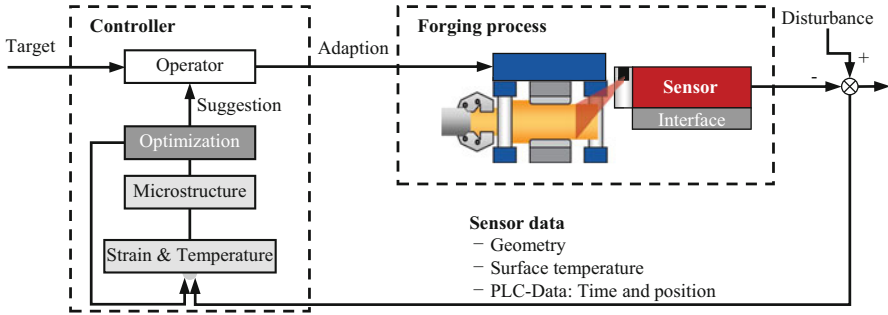 Controller
Target
Operator
Suggestion
Optimization
Microstructure
Strain & Temperature
Adaption
Forging process
Sensor
Interface
Disturbance
+
-
Sensor data
– Geometry
– Surface temperature
– PLC-Data: Time and position